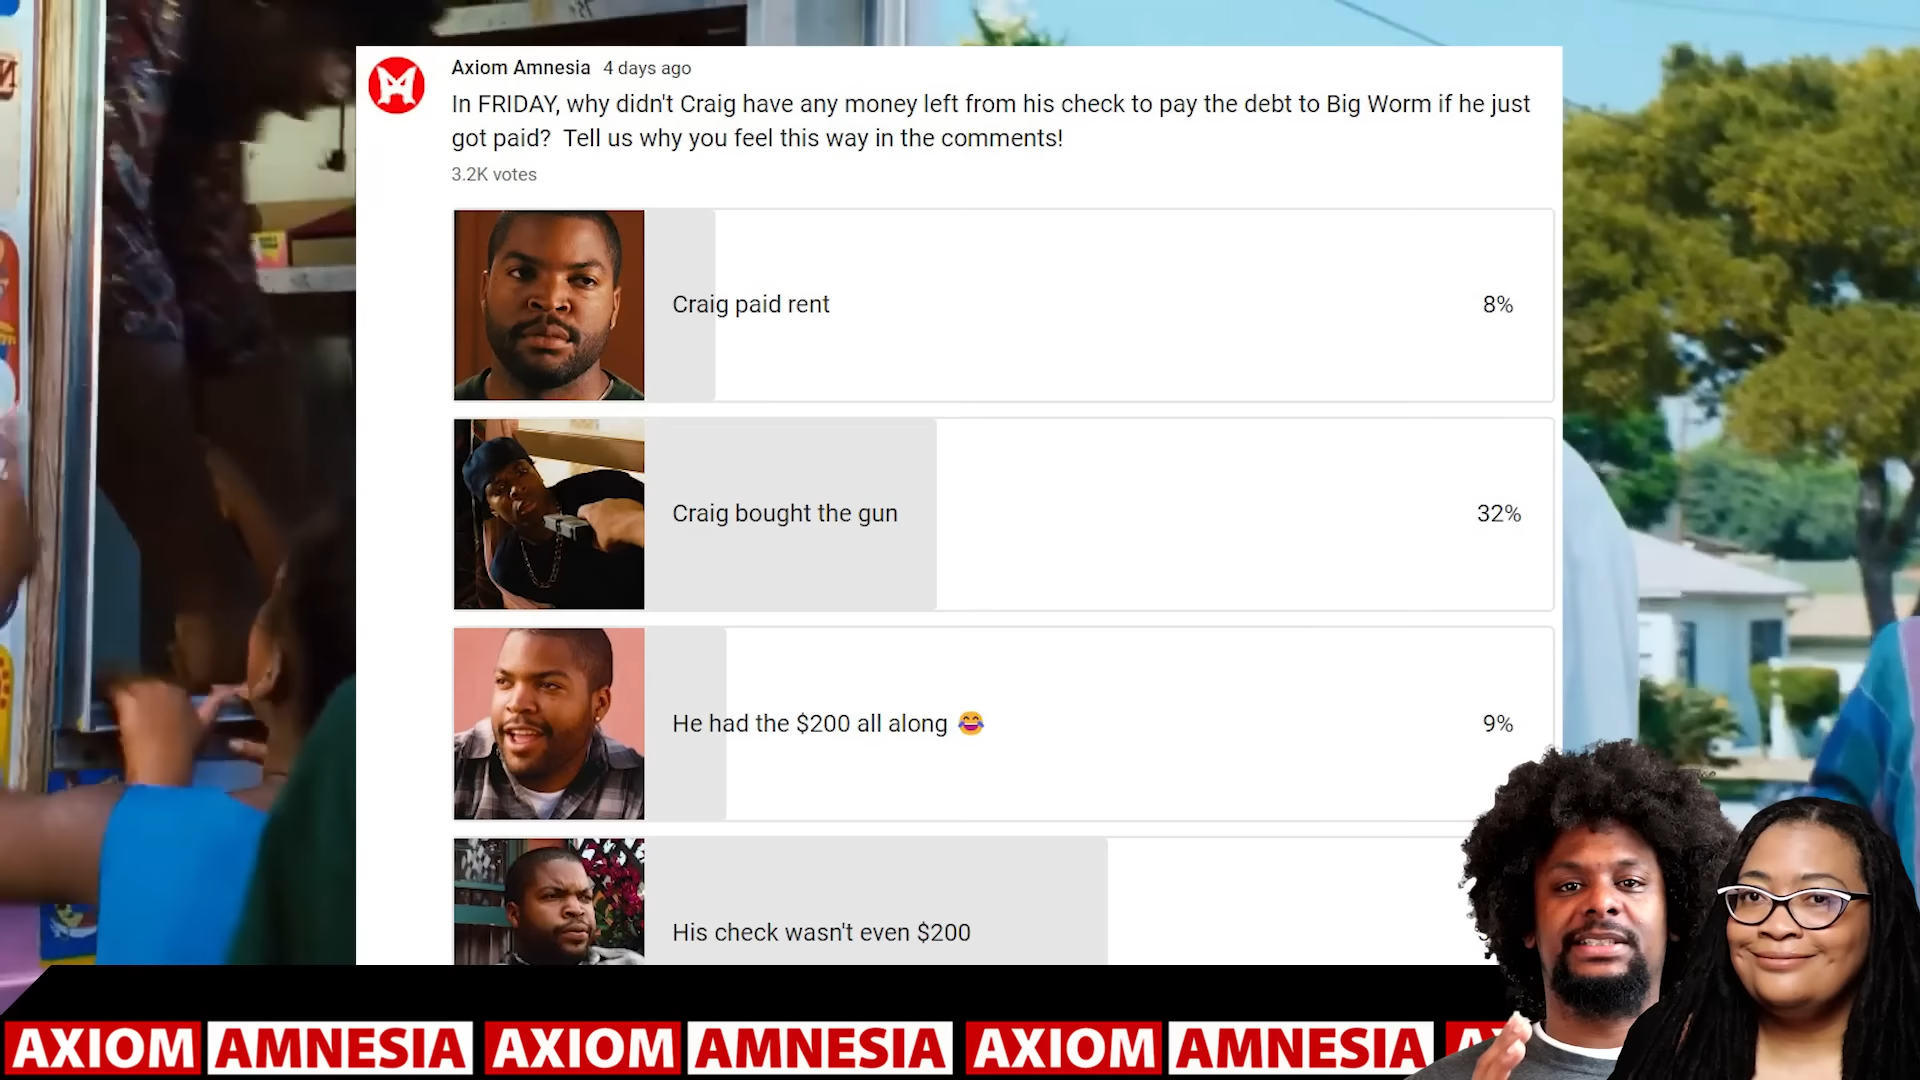 Axiom Amnesia 4 days ago
In FRIDAY, why didn't Craig have any money left from his check to pay the debt to Big Worm if he just
got paid? Tell us why you feel this way in the comments!
3.2K votes
Craig paid rent 8%
Craig bought the gun 32%
He had the $200 all along 😂 9%
His check wasn't even $200
AXIOM AMNESIA AXIOM AMNESIA AXIOM AMNESIA